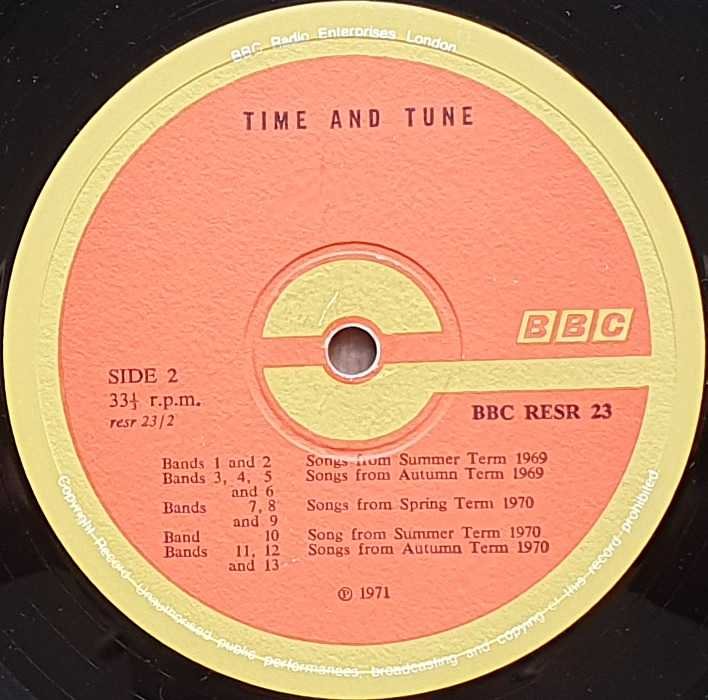 BBC Radio Enterprises London
TIME AND TUNE
BBC
SIDE 2
33⅓ r.p.m.
resr 23/2
BBC RESR 23
Bands 1 and 2 Songs from Summer Term 1969
Bands 3, 4, 5 Songs from Autumn Term 1969
and 6
Bands 7, 8 Songs from Spring Term 1970
and 9
Band 10 Song from Summer Term 1970
Bands 11, 12 Songs from Autumn Term 1970
and 13
℗ 1971
Copyright Record—Unauthorised public performances, broadcasting and copying of this record prohibited